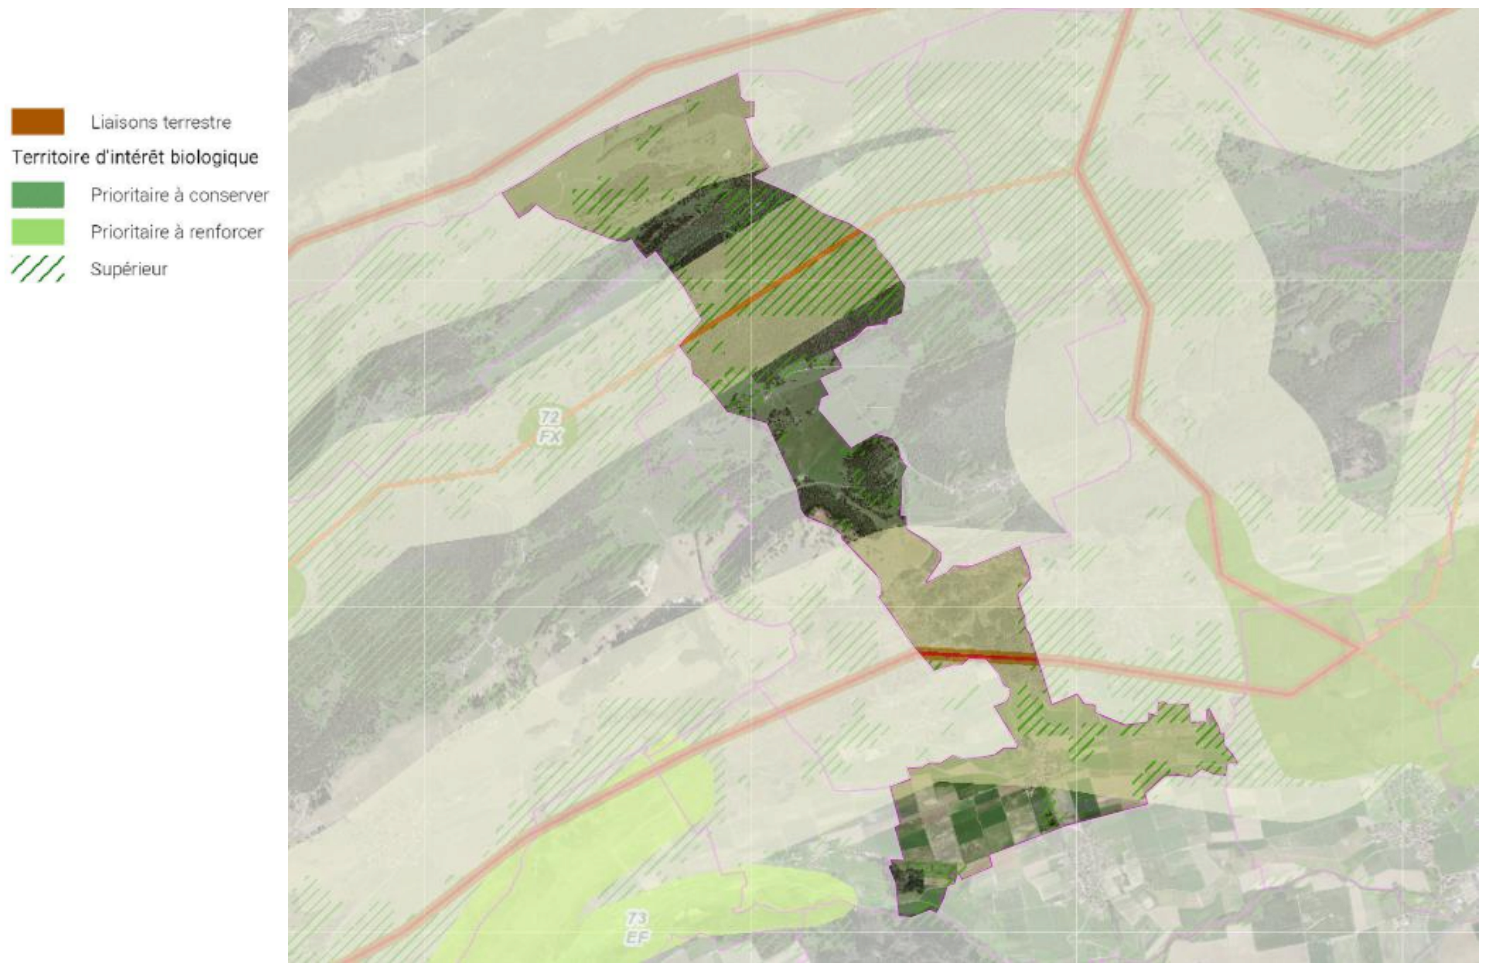 Liaisons terrestre
Territoire d'intérêt biologique
Prioritaire à conserver
Prioritaire à renforcer
Supérieur
72
FX
73
EF